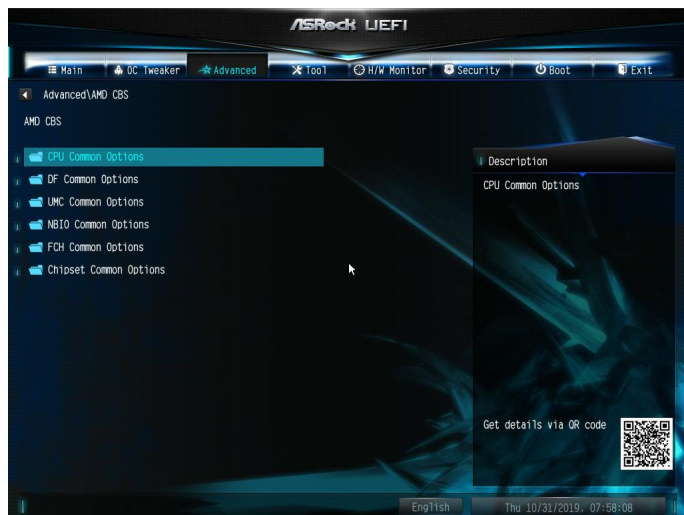 ASRock UEFI
Main OC Tweaker Advanced Tool H/W Monitor Security Boot Exit
Advanced\AMD CBS
AMD CBS
CPU Common Options
DF Common Options
UMC Common Options
NBIO Common Options
FCH Common Options
Chipset Common Options
Description
CPU Common Options
Get details via QR code
English
Thu 10/31/2019. 07:58:08